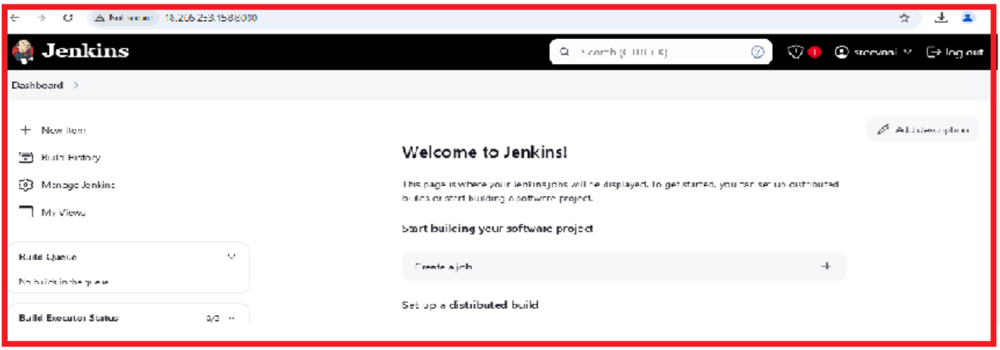 Not secure 18.206.253.158:8080
Jenkins
Search (CTRL+K)
1
sreevani
log out
Dashboard >
New Item
Add description
Build History
Welcome to Jenkins!
Manage Jenkins
This page is where your Jenkins jobs will be displayed. To get started, you can set up distributed
builds or start building a software project.
My Views
Start building your software project
Build Queue
Create a job
No builds in the queue
Set up a distributed build
Build Executor Status